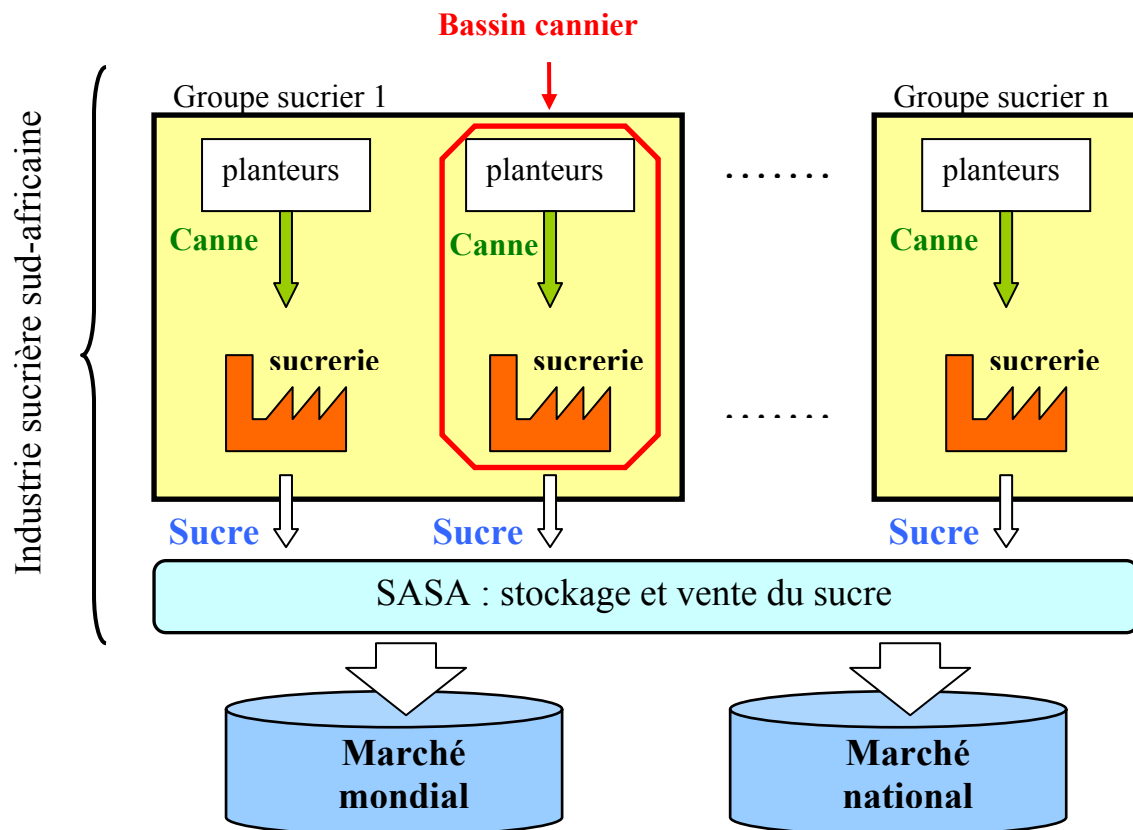 Bassin cannier
Industrie sucrière sud-africaine
Groupe sucrier 1
Groupe sucrier n
planteurs
planteurs
.......
planteurs
Canne
Canne
Canne
sucrerie
sucrerie
sucrerie
.......
Sucre
Sucre
Sucre
SASA : stockage et vente du sucre
Marché
mondial
Marché
national